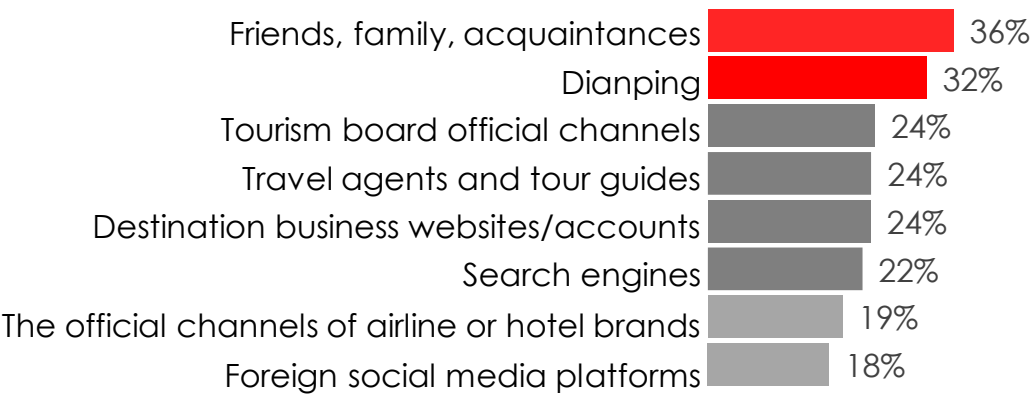 Friends, family, acquaintances 36%
Dianping 32%
Tourism board official channels 24%
Travel agents and tour guides 24%
Destination business websites/accounts 24%
Search engines 22%
The official channels of airline or hotel brands 19%
Foreign social media platforms 18%